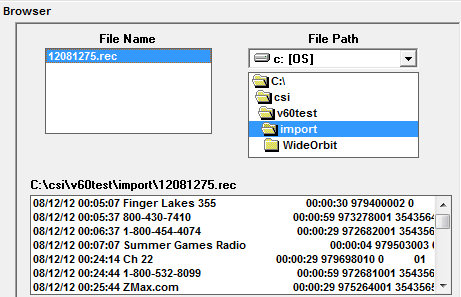 Browser
File Name
File Path
12081275.rec
c: [OS]
C:\
csi
v60test
import
WideOrbit
C:\csi\v60test\import\12081275.rec
08/12/12 00:05:07 Finger Lakes 355 00:00:30 979400002 0
08/12/12 00:05:37 800-430-7410 00:00:59 973278001 3543564
08/12/12 00:06:37 1-800-454-4074 00:00:29 972682001 3543564
08/12/12 00:07:07 Summer Games Radio 00:00:04 979503003 0
08/12/12 00:24:14 Ch 22 00:00:29 979698010 0 01
08/12/12 00:24:44 1-800-532-8099 00:00:59 972681001 3543564
08/12/12 00:25:44 ZMax.com 00:00:29 975264001 3543564